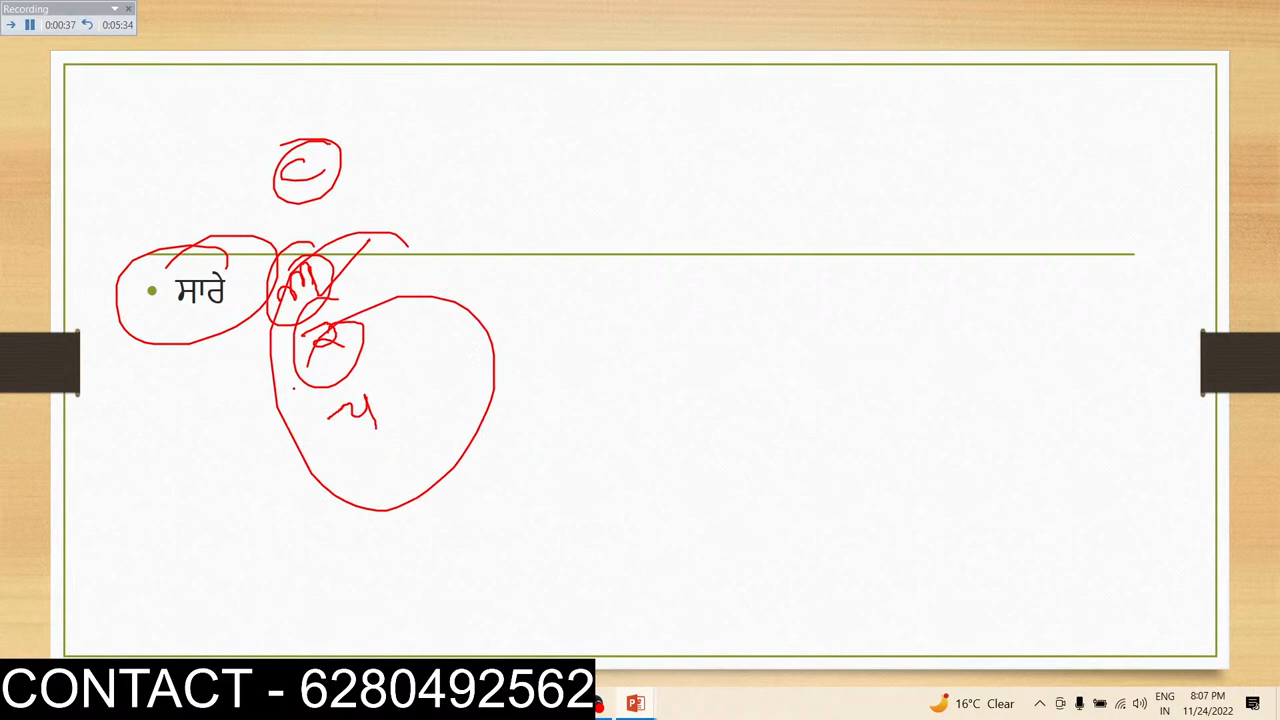 Recording
0:00:37 0:05:34
• ਸਾਰੇ
CONTACT - 6280492562
16°C Clear
ENG
IN
8:07 PM
11/24/2022